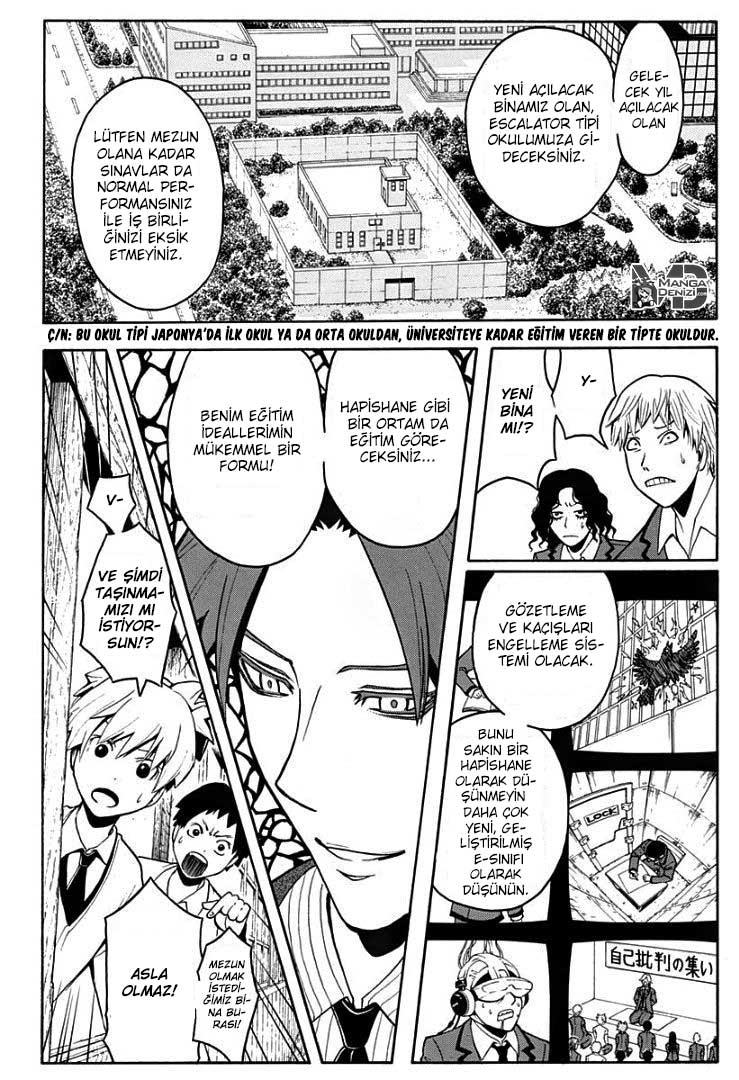 GELE-
CEK YIL
AÇILACAK
OLAN
YENİ AÇILACAK
BİNAMIZ OLAN,
ESCALATOR TİPİ
OKULUMUZA Gİ-
DECEKSİNİZ.
LÜTFEN MEZUN
OLANA KADAR
SINAVLAR DA
NORMAL PER-
FORMANSINIZ
İLE İŞ BİRLİ-
ĞİNİZİ EKSİK
ETMEYİNİZ.
MANGA
DENİZİ
Ç/N: BU OKUL TİPİ JAPONYA'DA İLK OKUL YA DA ORTA OKULDAN, ÜNİVERSİTEYE KADAR EĞİTİM VEREN BİR TİPTE OKULDUR.
Y-
YENİ
BİNA
MI!?
GÖZETLEME
VE KAÇIŞLARI
ENGELLEME SİS-
TEMİ OLACAK.
BUNU
SAKIN BİR
HAPİSHANE
OLARAK DÜ-
ŞÜNMEYİN
DAHA ÇOK
YENİ, GE-
LİŞTİRİLMİŞ
E-SINIFI
OLARAK
DÜŞÜNÜN.
LOCK
自己批判の集い
HAPİSHANE GİBİ
BİR ORTAM DA
EĞİTİM GÖRE-
CEKSİNİZ...
BENİM EĞİTİM
İDEALLERİMİN
MÜKEMMEL BİR
FORMU!
V-
VE ŞİMDİ
TAŞINMA-
MIZI MI
İSTİYOR-
SUN!?
MEZUN
OLMAK
İSTEDİ-
ĞİMİZ Bİ-
NA BU-
RASI!
ASLA
OLMAZ!